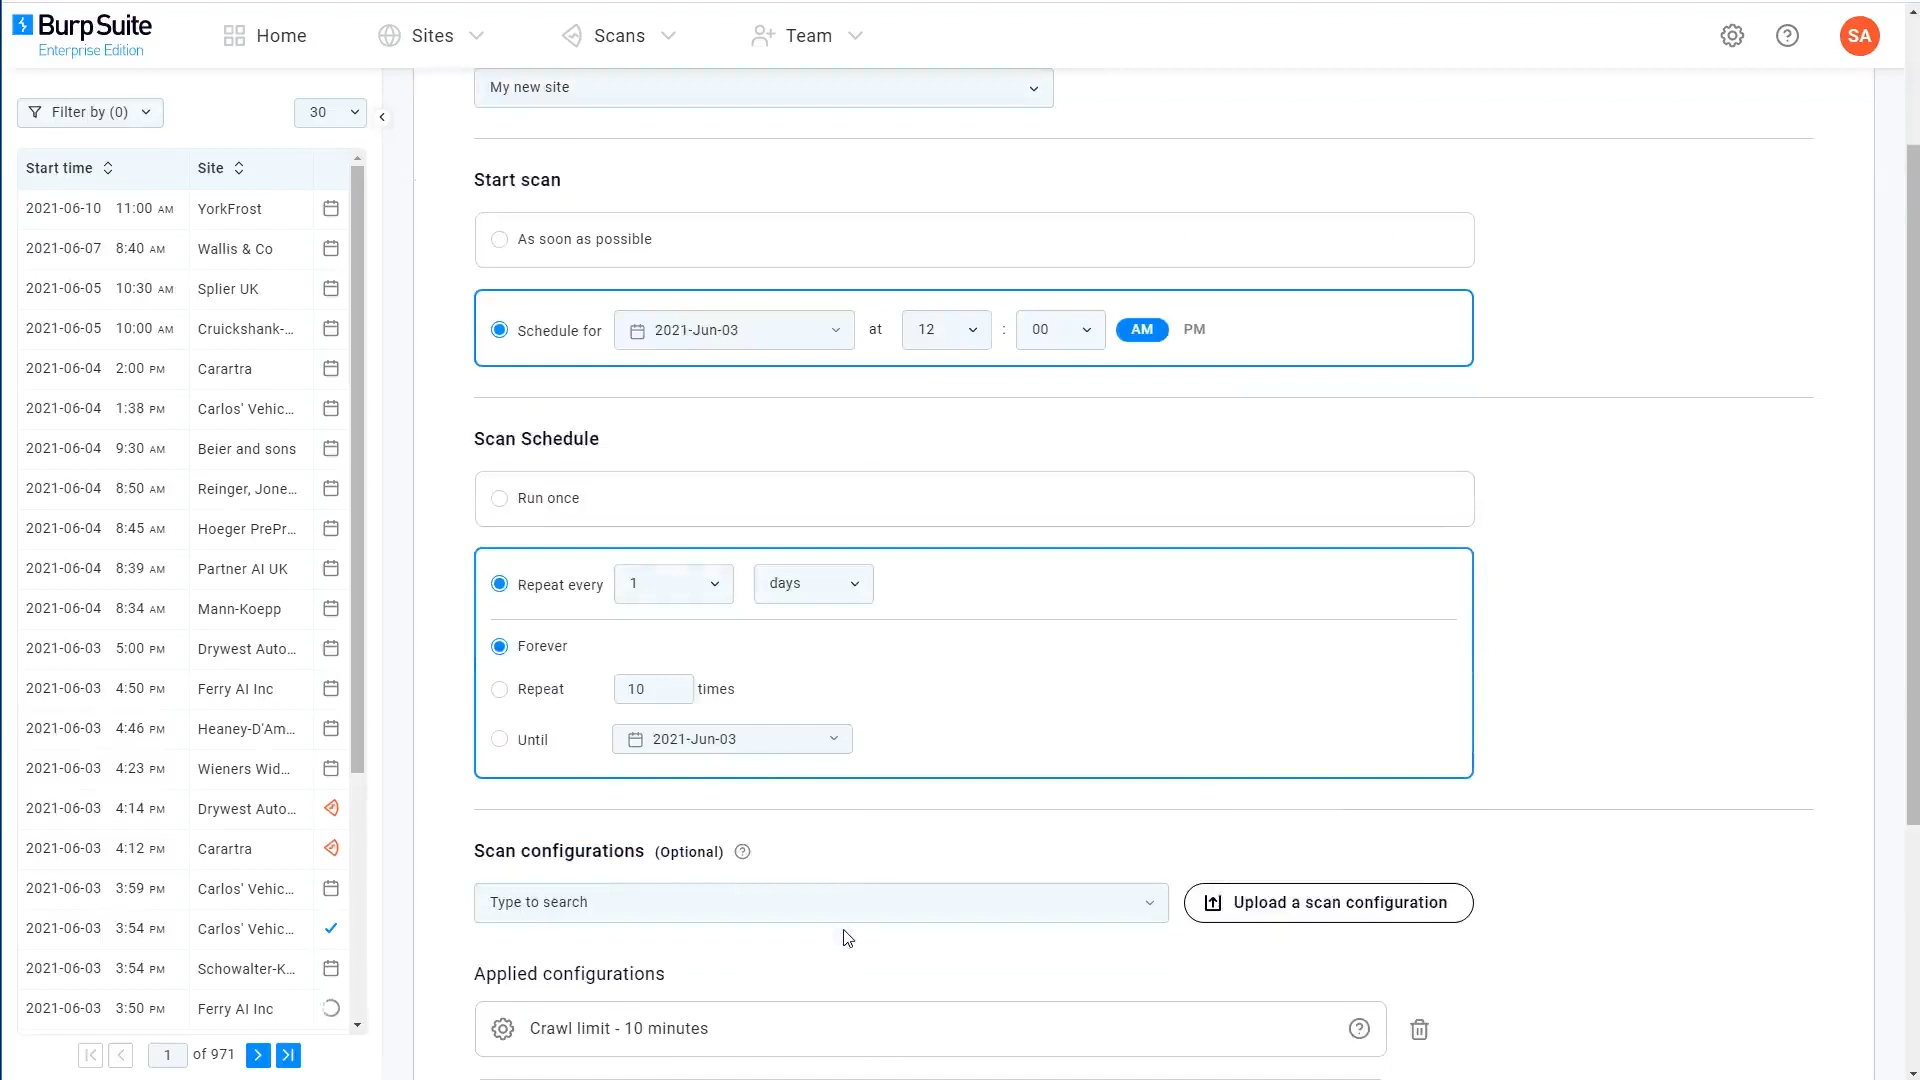 Burp Suite
Enterprise Edition
Home
Sites
Scans
Team
SA
Filter by (0)
30
My new site
Start time
Site
2021-06-10 11:00 AM YorkFrost
2021-06-07 8:40 AM Wallis & Co
2021-06-05 10:30 AM Splier UK
2021-06-05 10:00 AM Cruickshank-...
2021-06-04 2:00 PM Carartra
2021-06-04 1:38 PM Carlos' Vehic...
2021-06-04 9:30 AM Beier and sons
2021-06-04 8:50 AM Reinger, Jone...
2021-06-04 8:45 AM Hoeger PrePr...
2021-06-04 8:39 AM Partner AI UK
2021-06-04 8:34 AM Mann-Koepp
2021-06-03 5:00 PM Drywest Auto...
2021-06-03 4:50 PM Ferry AI Inc
2021-06-03 4:46 PM Heaney-D'Am...
2021-06-03 4:23 PM Wieners Wid...
2021-06-03 4:14 PM Drywest Auto...
2021-06-03 4:12 PM Carartra
2021-06-03 3:59 PM Carlos' Vehic...
2021-06-03 3:54 PM Carlos' Vehic...
2021-06-03 3:54 PM Schowalter-K...
2021-06-03 3:50 PM Ferry AI Inc
1 of 971
Start scan
As soon as possible
Schedule for 2021-Jun-03 at 12 : 00 AM PM
Scan Schedule
Run once
Repeat every 1 days
Forever
Repeat 10 times
Until 2021-Jun-03
Scan configurations (Optional)
Type to search
Upload a scan configuration
Applied configurations
Crawl limit - 10 minutes